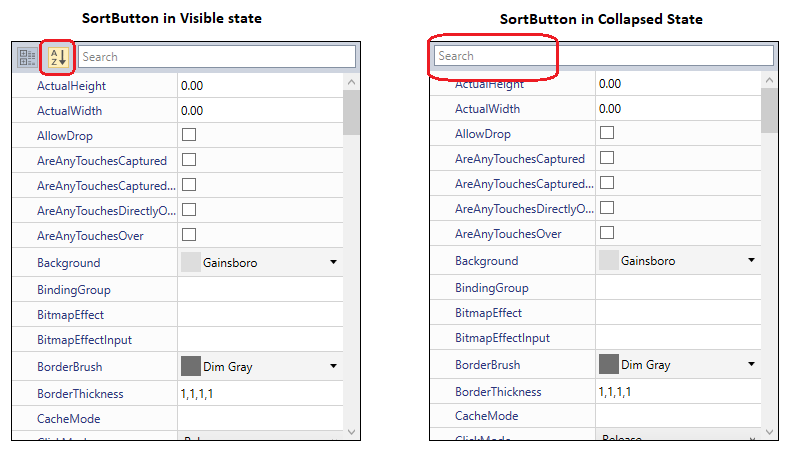 SortButton in Visible state
A
Z
Search
ActualHeight 0.00
ActualWidth 0.00
AllowDrop
AreAnyTouchesCaptured
AreAnyTouchesCaptured...
AreAnyTouchesDirectlyO...
AreAnyTouchesOver
Background Gainsboro
BindingGroup
BitmapEffect
BitmapEffectInput
BorderBrush Dim Gray
BorderThickness 1,1,1,1
CacheMode
ClickMode Release
SortButton in Collapsed State
Search
ActualHeight 0.00
ActualWidth 0.00
AllowDrop
AreAnyTouchesCaptured
AreAnyTouchesCaptured...
AreAnyTouchesDirectlyO...
AreAnyTouchesOver
Background Gainsboro
BindingGroup
BitmapEffect
BitmapEffectInput
BorderBrush Dim Gray
BorderThickness 1,1,1,1
CacheMode
ClickMode Release